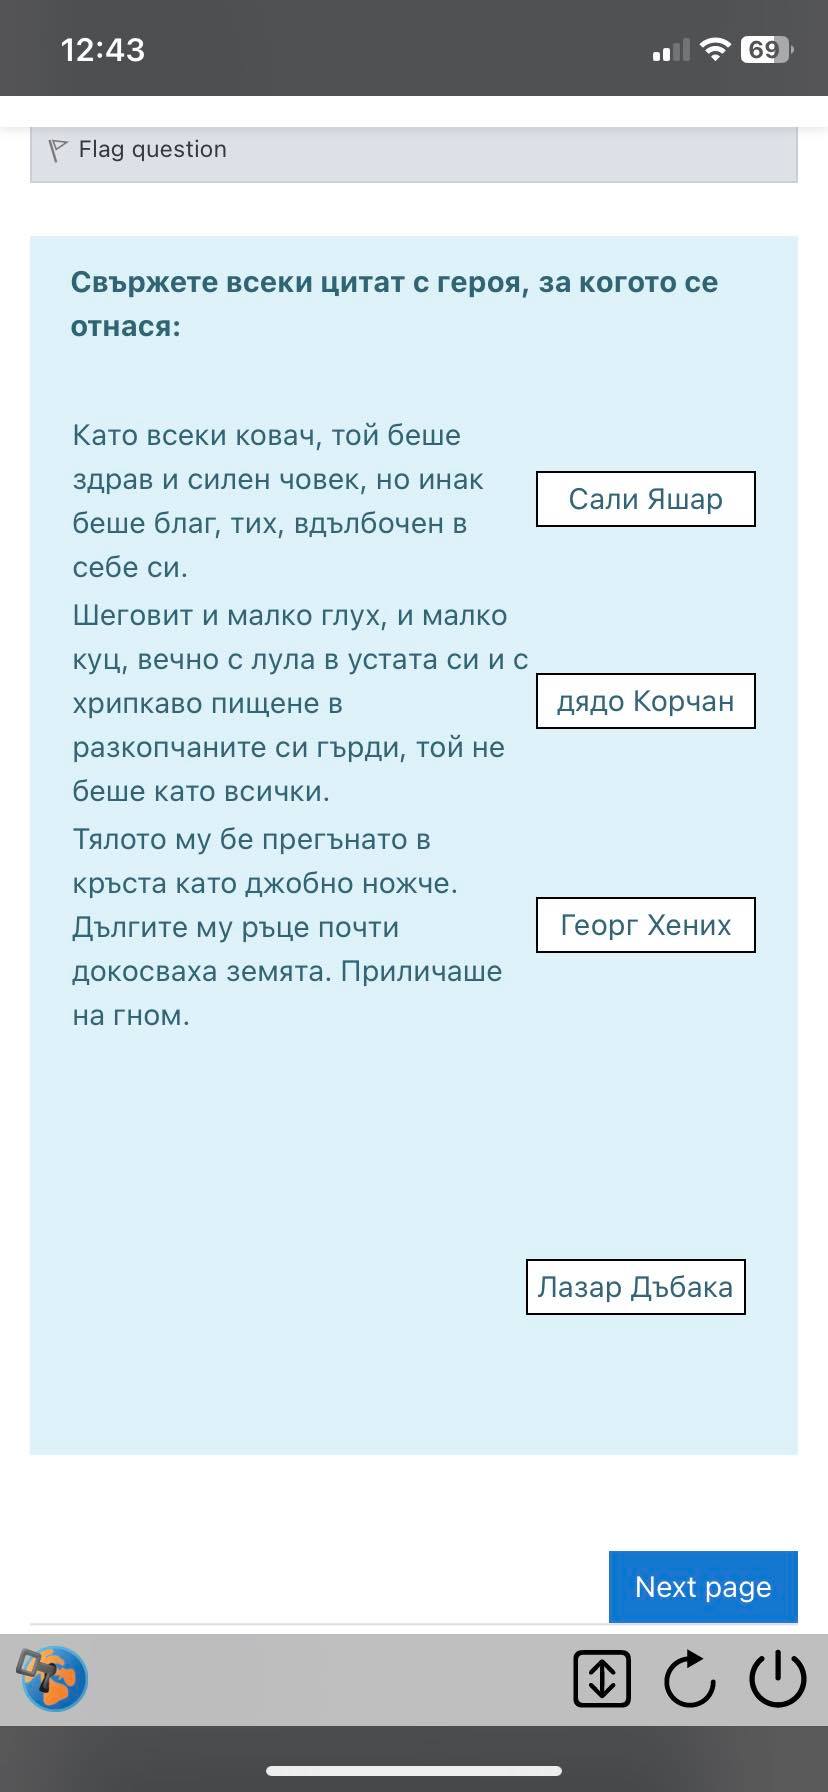 12:43
69
Flag question
Свържете всеки цитат с героя, за когото се
отнася:
Като всеки ковач, той беше
здрав и силен човек, но инак
беше благ, тих, вдълбочен в
себе си.
Сали Яшар
Шеговит и малко глух, и малко
куц, вечно с лула в устата си и с
хрипкаво пищене в
разкопчаните си гърди, той не
беше като всички.
дядо Корчан
Тялото му бе прегънато в
кръста като джобно ножче.
Дългите му ръце почти
докосваха земята. Приличаше
на гном.
Георг Хених
Лазар Дъбака
Next page